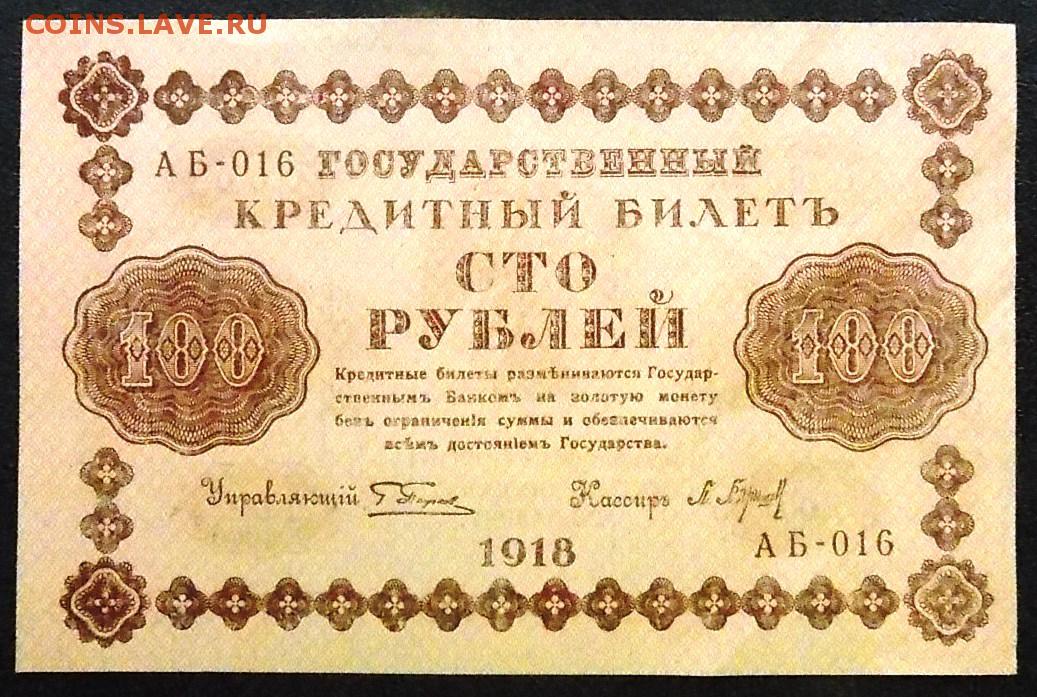 COINS.LAVE.RU
АБ-016 ГОСУДАРСТВЕННЫЙ
КРЕДИТНЫЙ БИЛЕТЪ
СТО
РУБЛЕЙ
100 100
Кредитные билеты размѣниваются Государ-
ственнымъ Банкомъ на золотую монету
безъ ограниченія суммы и обезпечиваются
всѣмъ достояніемъ Государства.
Управляющій Кассиръ
1918 АБ-016